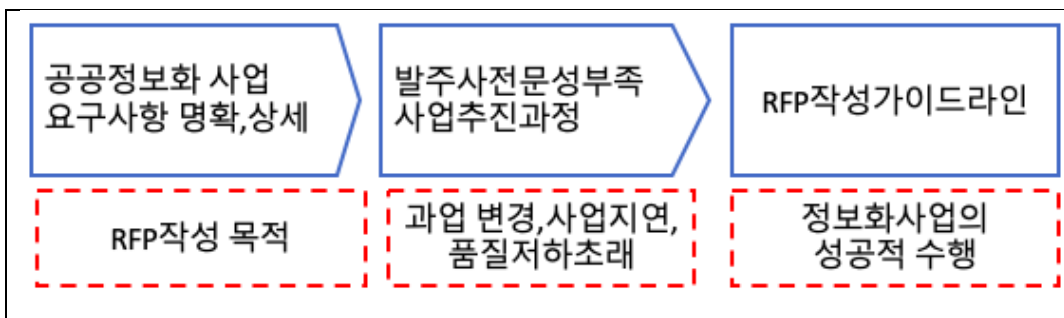 공공정보화 사업
요구사항 명확,상세
발주사전문성부족
사업추진과정
RFP작성가이드라인
RFP작성 목적
과업 변경,사업지연,
품질저하초래
정보화사업의
성공적 수행